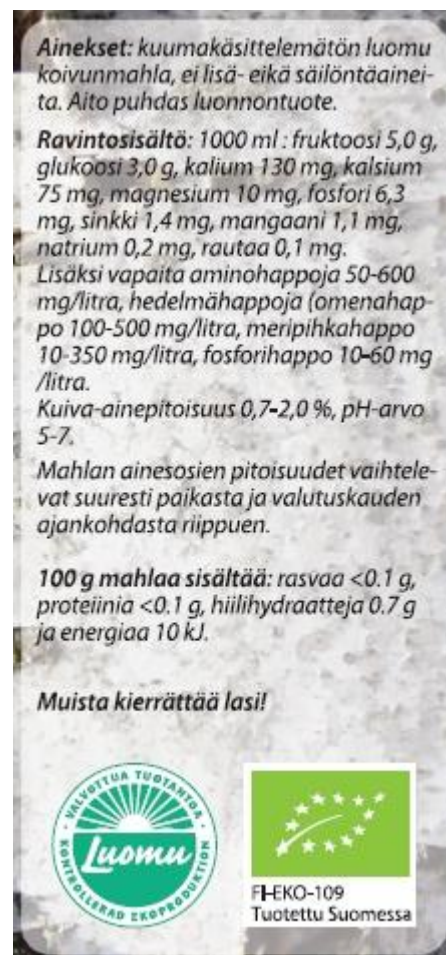 Ainekset: kuumakäsittelemätön luomu
koivunmahla, ei lisä- eikä säilöntäainei-
ta. Aito puhdas luonnontuote.
Ravintosisältö: 1000 ml : fruktoosi 5,0 g,
glukoosi 3,0 g, kalium 130 mg, kalsium
75 mg, magnesium 10 mg, fosfori 6,3
mg, sinkki 1,4 mg, mangaani 1,1 mg,
natrium 0,2 mg, rautaa 0,1 mg.
Lisäksi vapaita aminohappoja 50-600
mg/litra, hedelmähappoja (omenahap-
po 100-500 mg/litra, meripihkahappo
10-350 mg/litra, fosforihappo 10-60 mg
/litra.
Kuiva-ainepitoisuus 0,7-2,0 %, pH-arvo
5-7.
Mahlan ainesosien pitoisuudet vaihtele-
vat suuresti paikasta ja valutuskauden
ajankohdasta riippuen.
100 g mahlaa sisältää: rasvaa <0.1 g,
proteiinia <0.1 g, hiilihydraatteja 0.7 g
ja energiaa 10 kJ.
Muista kierrättää lasi!
VALVOTTUA TUOTANTOA
Luomu
KONTROLLERAD EKOPRODUKTION
FI-EKO-109
Tuotettu Suomessa